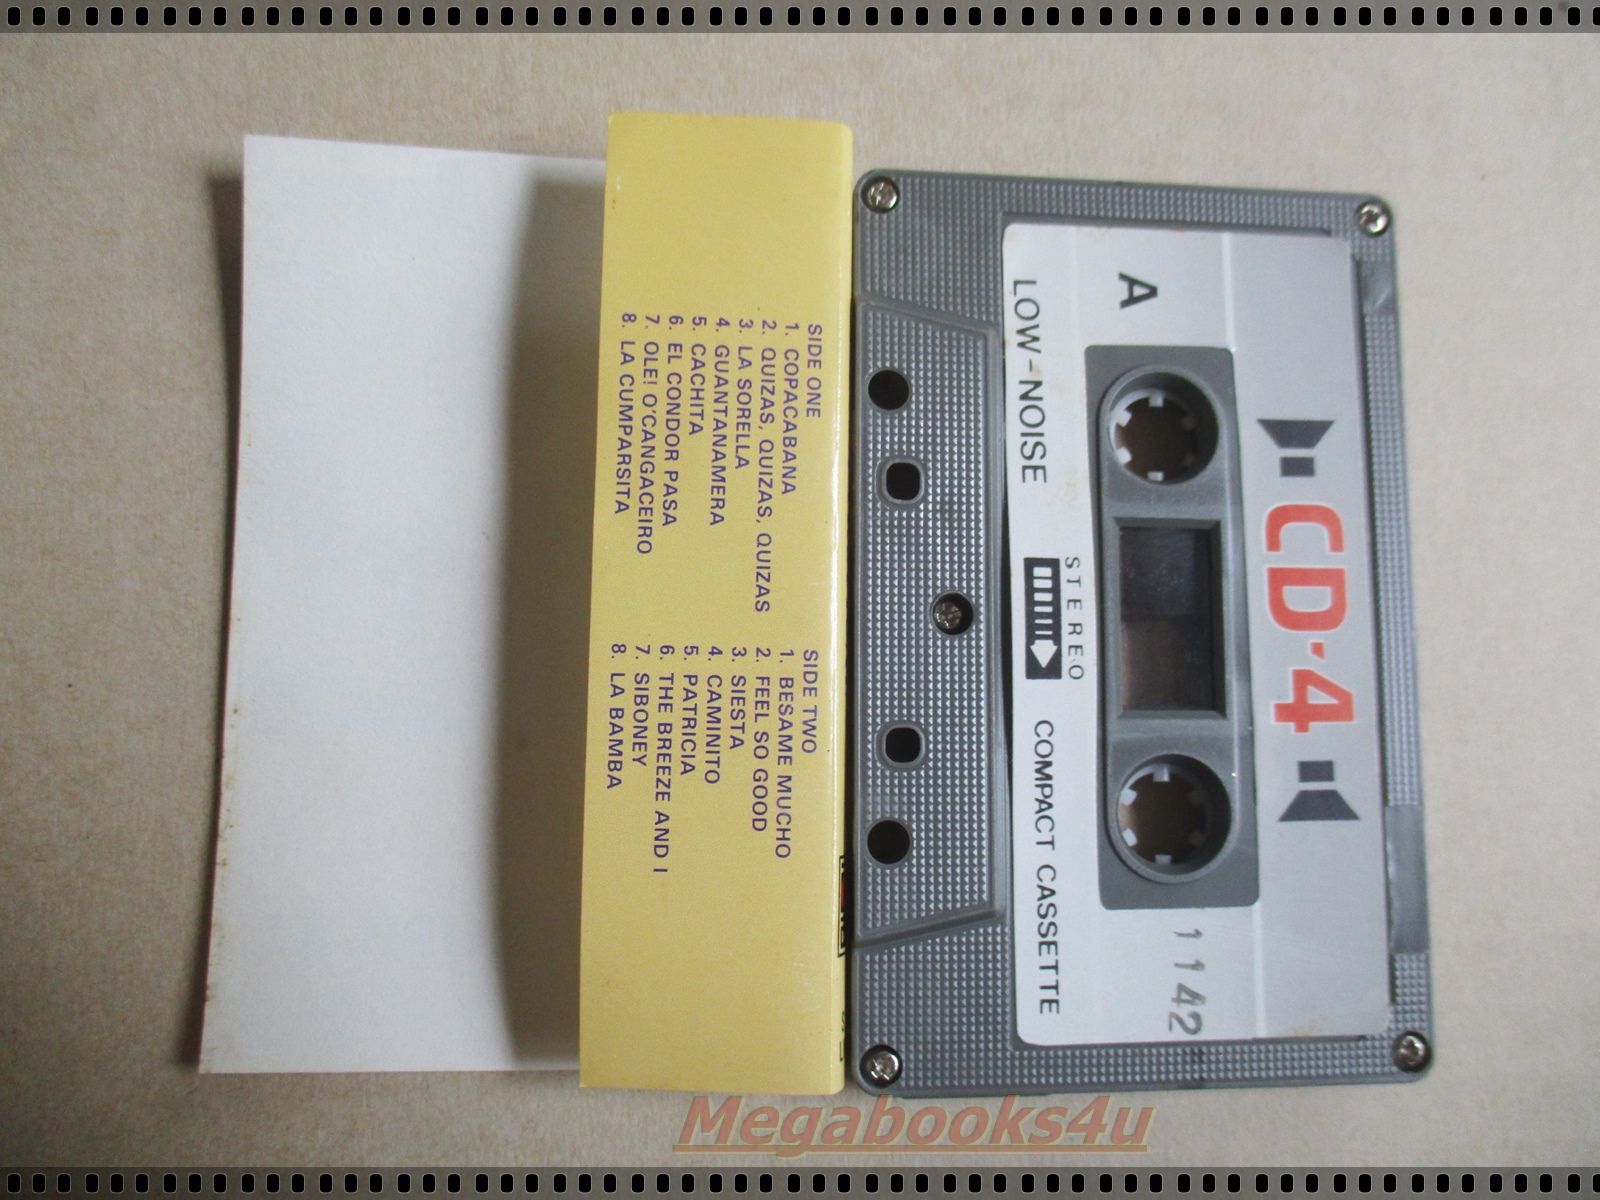 SIDE ONE
1. COPACABANA
2. QUIZAS, QUIZAS, QUIZAS
3. LA SORELLA
4. GUANTANAMERA
5. CACHITA
6. EL CONDOR PASA
7. OLE! O'CANGACEIRO
8. LA CUMPARSITA
SIDE TWO
1. BESAME MUCHO
2. FEEL SO GOOD
3. SIESTA
4. CAMINITO
5. PATRICIA
6. THE BREEZE AND I
7. SIBONEY
8. LA BAMBA
CD-4
A
1142
STEREO
LOW-NOISE
COMPACT CASSETTE
Megabooks4u